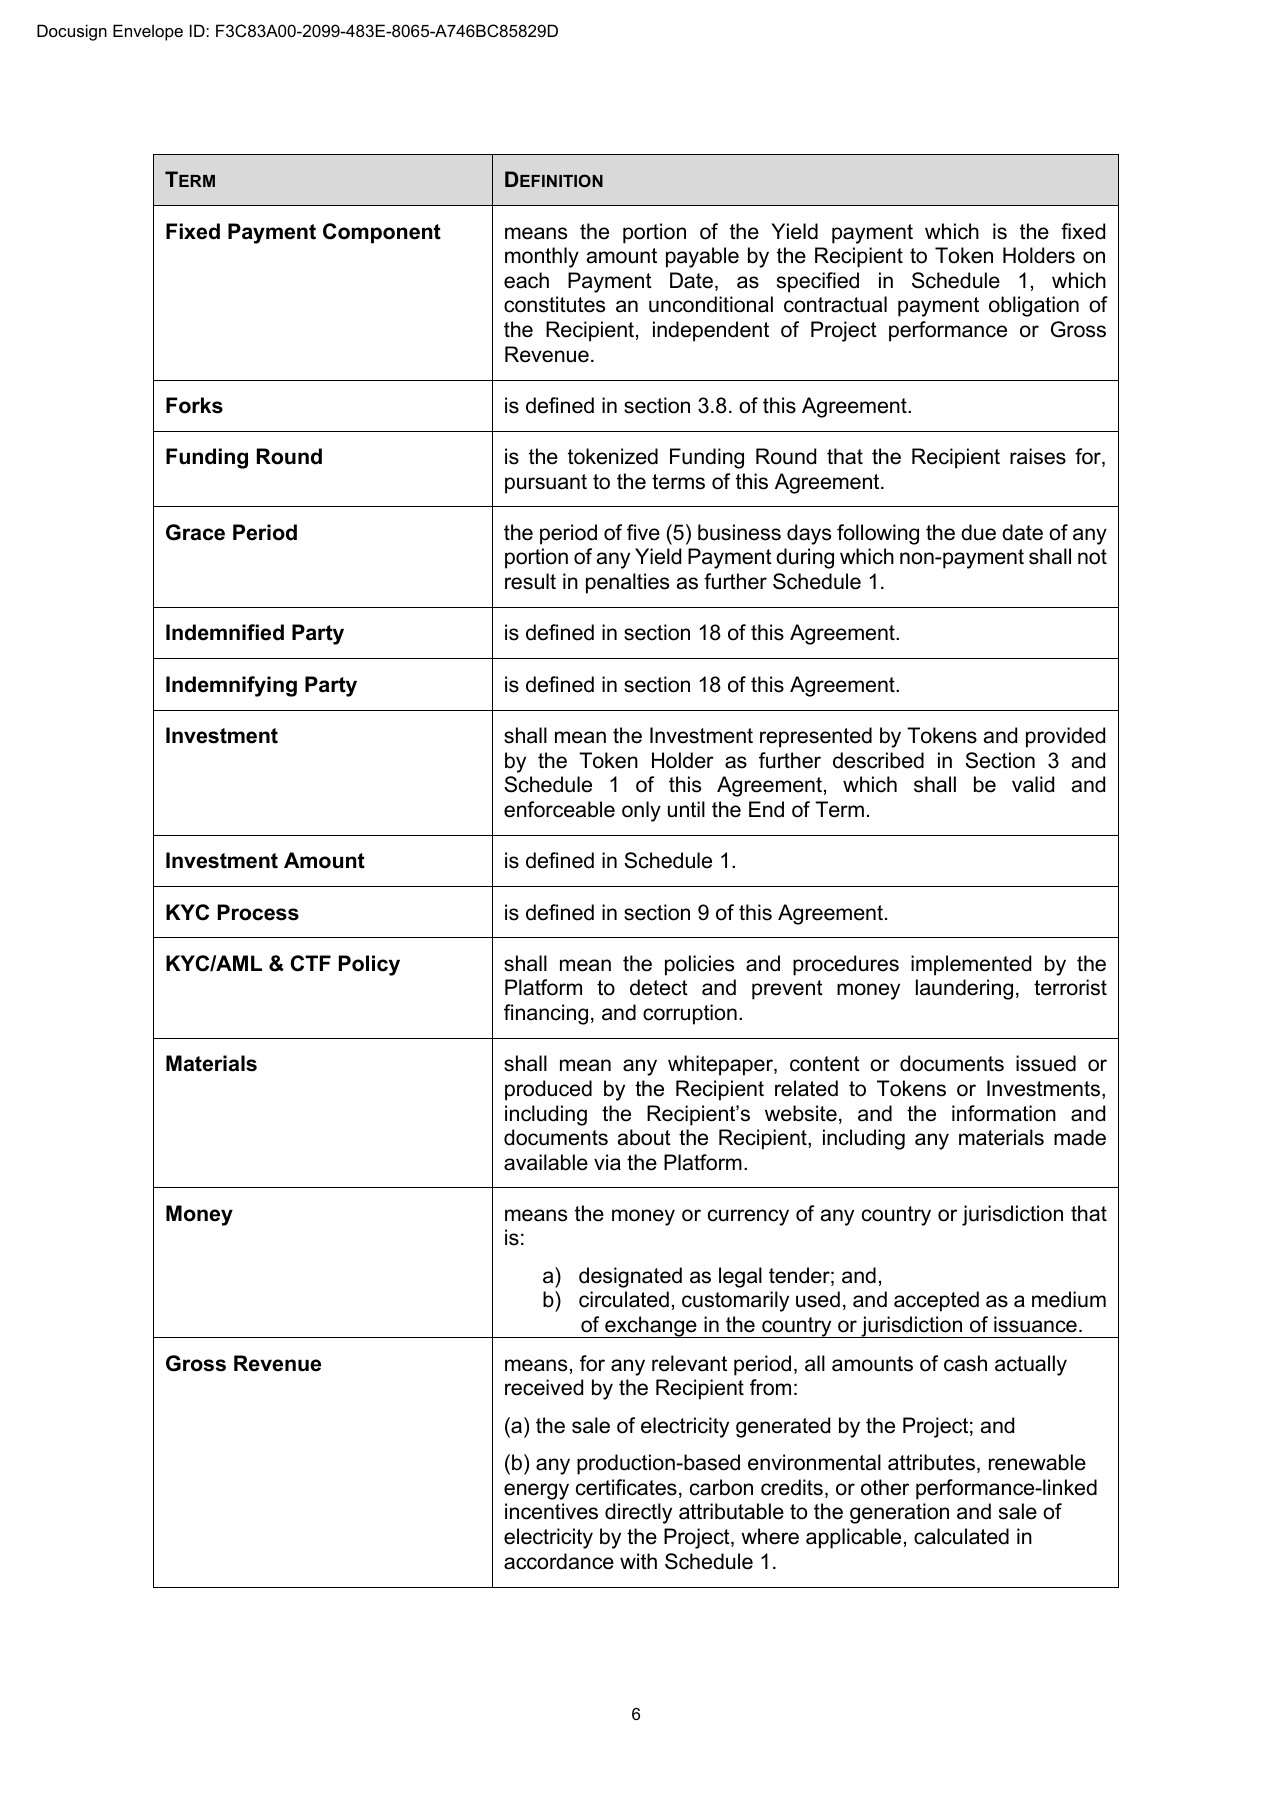 Docusign Envelope ID: F3C83A00-2099-483E-8065-A746BC85829D
TERM
DEFINITION
Fixed Payment Component
means the portion of the Yield payment which is the fixed
monthly amount payable by the Recipient to Token Holders on
each Payment Date, as specified in Schedule 1, which
constitutes an unconditional contractual payment obligation of
the Recipient, independent of Project performance or Gross
Revenue.
Forks
is defined in section 3.8. of this Agreement.
Funding Round
is the tokenized Funding Round that the Recipient raises for,
pursuant to the terms of this Agreement.
Grace Period
the period of five (5) business days following the due date of any
portion of any Yield Payment during which non-payment shall not
result in penalties as further Schedule 1.
Indemnified Party
is defined in section 18 of this Agreement.
Indemnifying Party
is defined in section 18 of this Agreement.
Investment
shall mean the Investment represented by Tokens and provided
by the Token Holder as further described in Section 3 and
Schedule 1 of this Agreement, which shall be valid and
enforceable only until the End of Term.
Investment Amount
is defined in Schedule 1.
KYC Process
is defined in section 9 of this Agreement.
KYC/AML & CTF Policy
shall mean the policies and procedures implemented by the
Platform to detect and prevent money laundering, terrorist
financing, and corruption.
Materials
shall mean any whitepaper, content or documents issued or
produced by the Recipient related to Tokens or Investments,
including the Recipient’s website, and the information and
documents about the Recipient, including any materials made
available via the Platform.
Money
means the money or currency of any country or jurisdiction that
is:
a) designated as legal tender; and,
b) circulated, customarily used, and accepted as a medium
of exchange in the country or jurisdiction of issuance.
Gross Revenue
means, for any relevant period, all amounts of cash actually
received by the Recipient from:
(a) the sale of electricity generated by the Project; and
(b) any production-based environmental attributes, renewable
energy certificates, carbon credits, or other performance-linked
incentives directly attributable to the generation and sale of
electricity by the Project, where applicable, calculated in
accordance with Schedule 1.
6